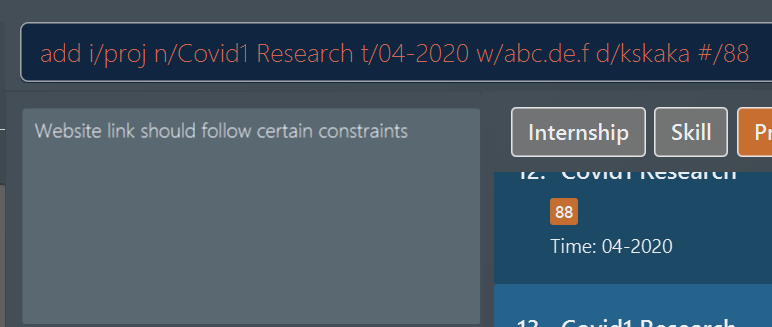 add i/proj n/Covid1 Research t/04-2020 w/abc.de.f d/kskaka #/88
Website link should follow certain constraints
Internship Skill
12. Covid1 Research
88
Time: 04-2020
13. Covid1 Research